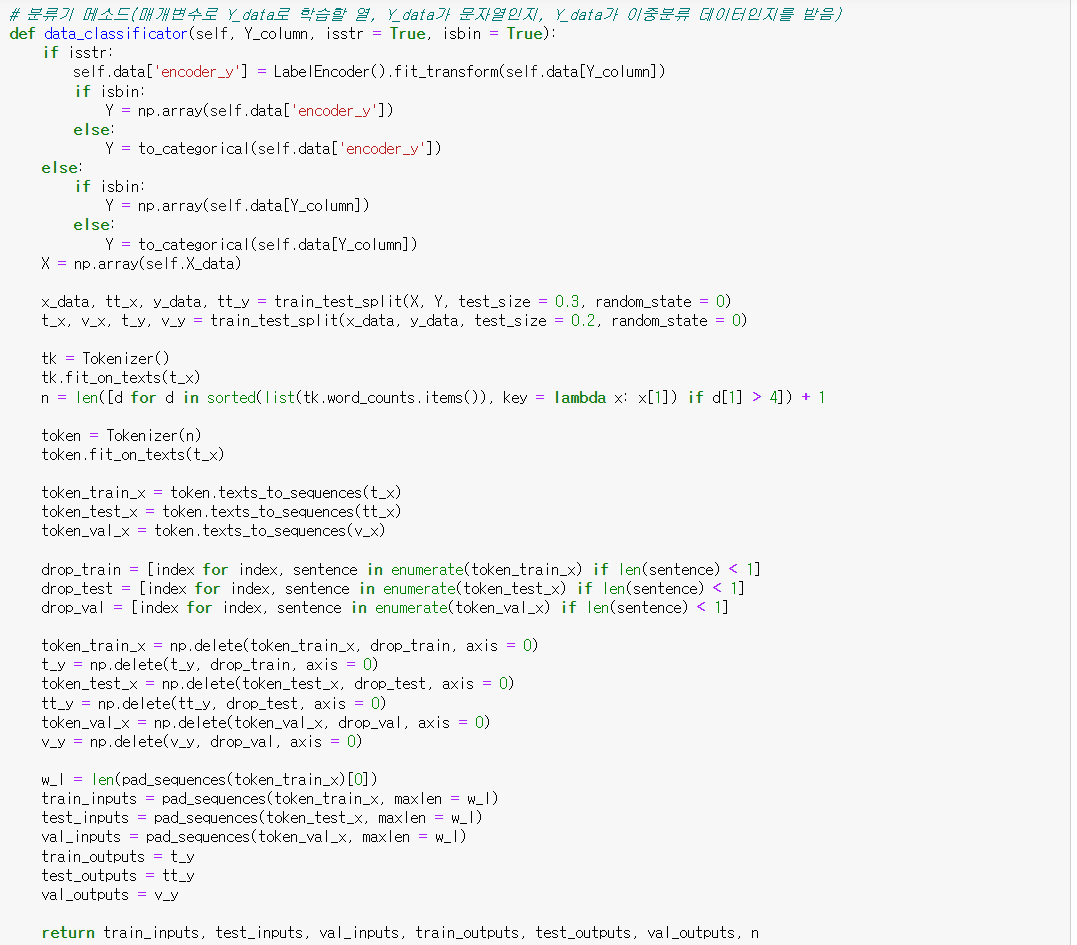 # 분류기 메소드(매개변수로 Y_data로 학습할 열, Y_data가 문자열인지, Y_data가 이중분류 데이터인지를 받음)
def data_classificator(self, Y_column, isstr = True, isbin = True):
    if isstr:
        self.data['encoder_y'] = LabelEncoder().fit_transform(self.data[Y_column])
        if isbin:
            Y = np.array(self.data['encoder_y'])
        else:
            Y = to_categorical(self.data['encoder_y'])
    else:
        if isbin:
            Y = np.array(self.data[Y_column])
        else:
            Y = to_categorical(self.data[Y_column])
    X = np.array(self.X_data)

    x_data, tt_x, y_data, tt_y = train_test_split(X, Y, test_size = 0.3, random_state = 0)
    t_x, v_x, t_y, v_y = train_test_split(x_data, y_data, test_size = 0.2, random_state = 0)

    tk = Tokenizer()
    tk.fit_on_texts(t_x)
    n = len([d for d in sorted(list(tk.word_counts.items()), key = lambda x: x[1]) if d[1] > 4]) + 1

    token = Tokenizer(n)
    token.fit_on_texts(t_x)

    token_train_x = token.texts_to_sequences(t_x)
    token_test_x = token.texts_to_sequences(tt_x)
    token_val_x = token.texts_to_sequences(v_x)

    drop_train = [index for index, sentence in enumerate(token_train_x) if len(sentence) < 1]
    drop_test = [index for index, sentence in enumerate(token_test_x) if len(sentence) < 1]
    drop_val = [index for index, sentence in enumerate(token_val_x) if len(sentence) < 1]

    token_train_x = np.delete(token_train_x, drop_train, axis = 0)
    t_y = np.delete(t_y, drop_train, axis = 0)
    token_test_x = np.delete(token_test_x, drop_test, axis = 0)
    tt_y = np.delete(tt_y, drop_test, axis = 0)
    token_val_x = np.delete(token_val_x, drop_val, axis = 0)
    v_y = np.delete(v_y, drop_val, axis = 0)

    w_l = len(pad_sequences(token_train_x)[0])
    train_inputs = pad_sequences(token_train_x, maxlen = w_l)
    test_inputs = pad_sequences(token_test_x, maxlen = w_l)
    val_inputs = pad_sequences(token_val_x, maxlen = w_l)
    train_outputs = t_y
    test_outputs = tt_y
    val_outputs = v_y

    return train_inputs, test_inputs, val_inputs, train_outputs, test_outputs, val_outputs, n